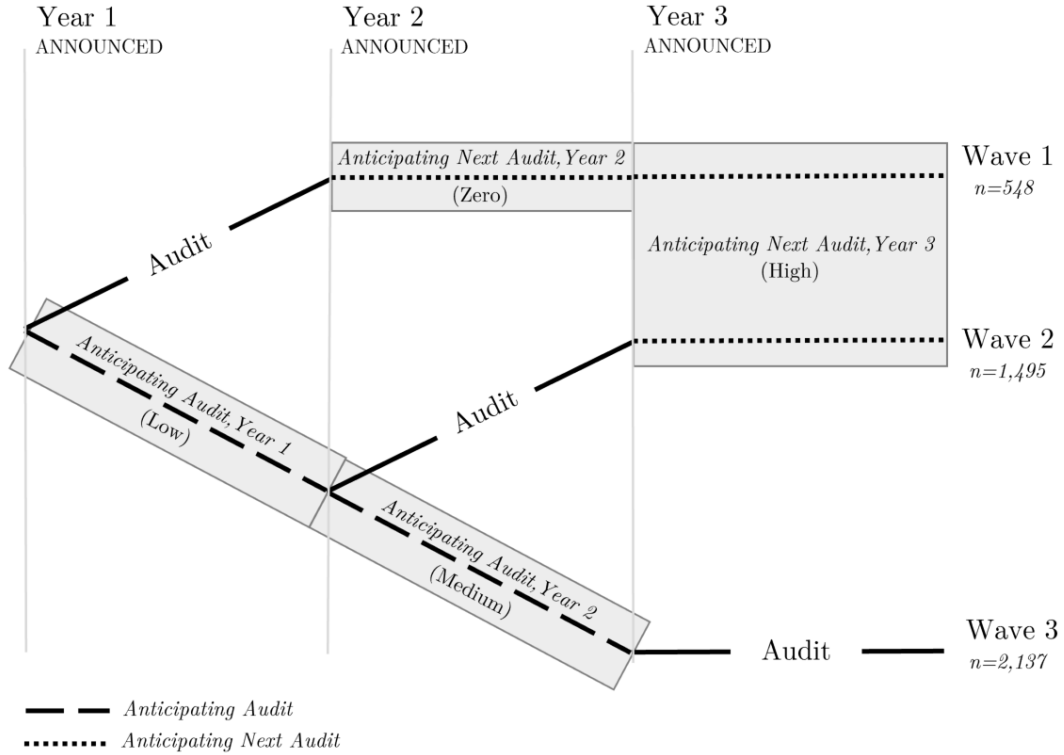 Year 1
ANNOUNCED
Year 2
ANNOUNCED
Year 3
ANNOUNCED
Anticipating Next Audit, Year 2
(Zero)
Wave 1
n=548
Audit
Anticipating Next Audit, Year 3
(High)
Anticipating Audit, Year 1
(Low)
Wave 2
n=1,495
Audit
Anticipating Audit, Year 2
(Medium)
Audit
Wave 3
n=2,137
Anticipating Audit
Anticipating Next Audit